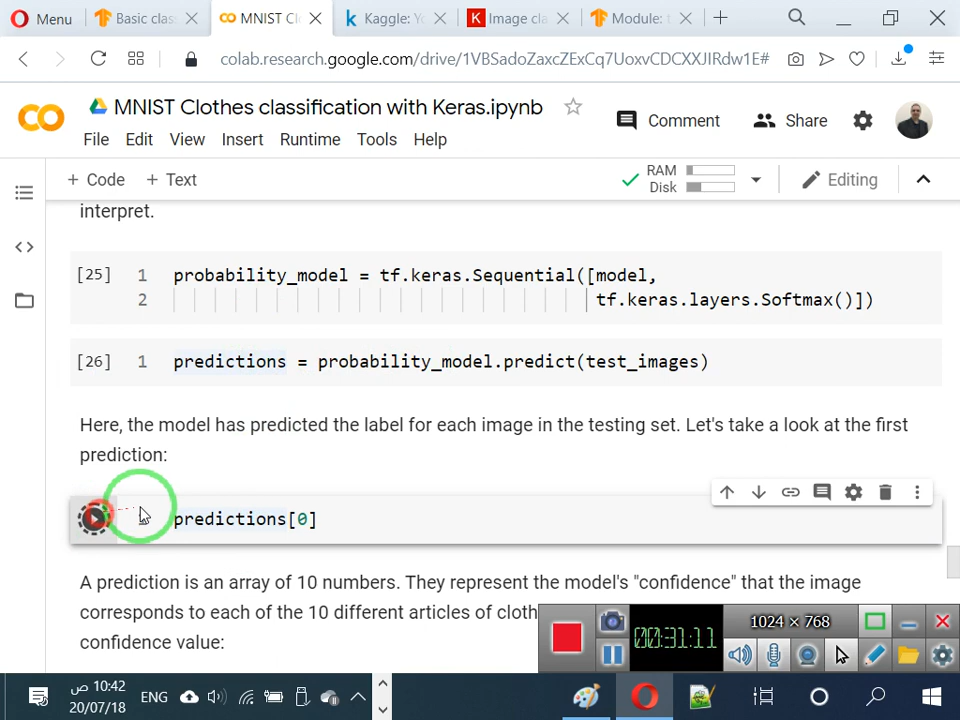 Menu
Basic clas
MNIST Cl
Kaggle: Yo
Image cla
Module: t
colab.research.google.com/drive/1VBSadoZaxcZExCq7UoxvCDCXXJIRdw1E#
MNIST Clothes classification with Keras.ipynb
Comment
Share
File Edit View Insert Runtime Tools Help
+ Code + Text
RAM
Disk
Editing
interpret.
[25] 1 probability_model = tf.keras.Sequential([model,
2 tf.keras.layers.Softmax()])
[26] 1 predictions = probability_model.predict(test_images)
Here, the model has predicted the label for each image in the testing set. Let's take a look at the first
prediction:
predictions[0]
A prediction is an array of 10 numbers. They represent the model's "confidence" that the image
corresponds to each of the 10 different articles of cloth
confidence value:
00:31:11
1024 × 768
10:42 ص
20/07/18
ENG